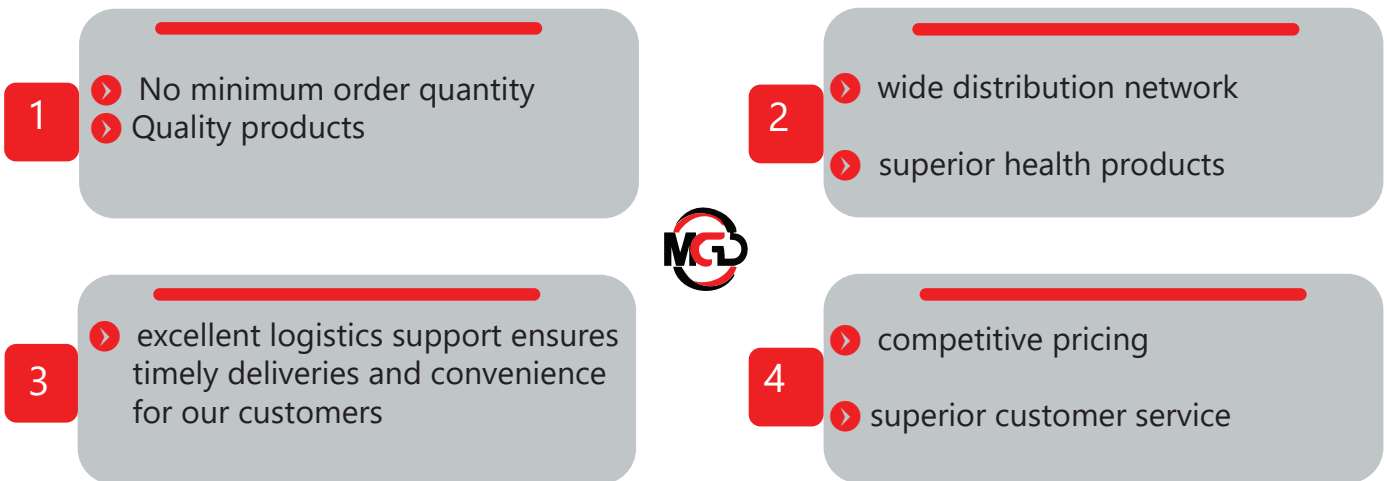 1
No minimum order quantity
Quality products
2
wide distribution network
superior health products
MGD
3
excellent logistics support ensures
timely deliveries and convenience
for our customers
4
competitive pricing
superior customer service